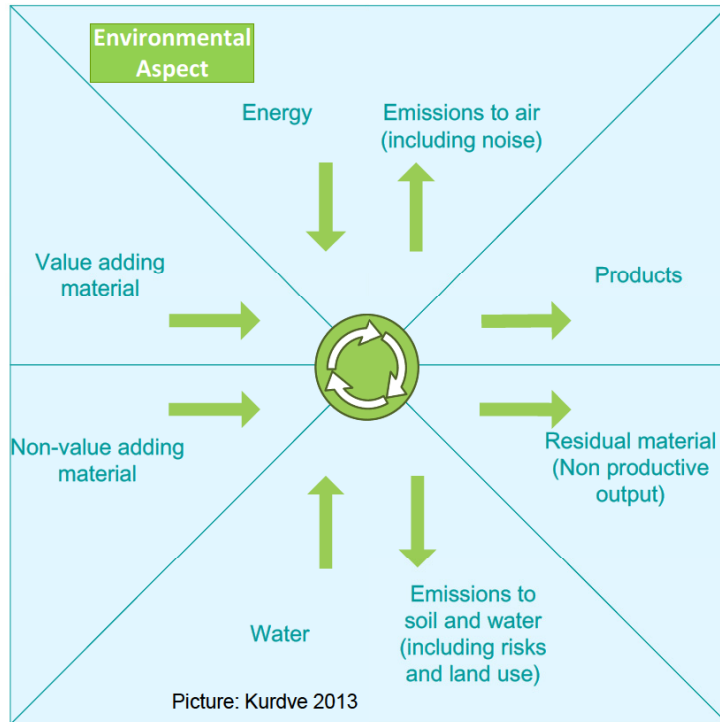 Environmental
Aspect
Energy
Emissions to air
(including noise)
Value adding
material
Products
Non-value adding
material
Residual material
(Non productive
output)
Water
Emissions to
soil and water
(including risks
and land use)
Picture: Kurdve 2013